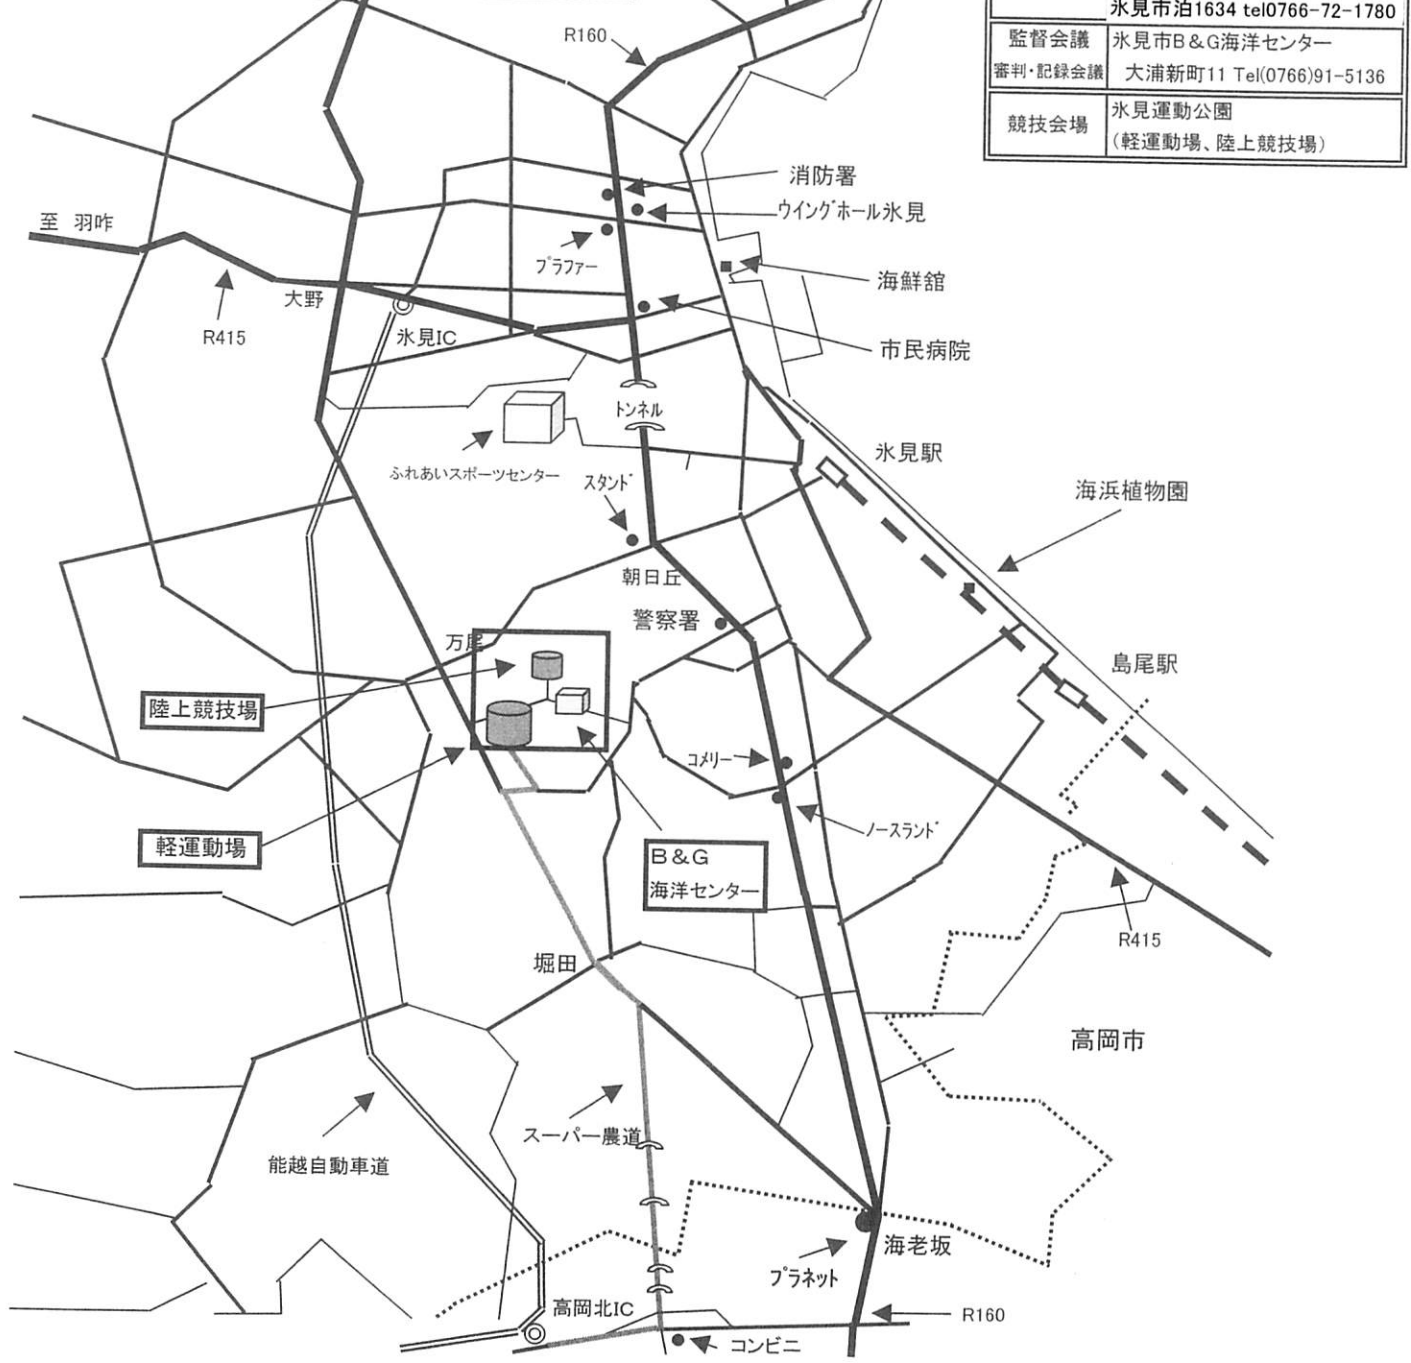 氷見市泊1634 tel0766-72-1780
監督会議
審判・記録会議
氷見市B&G海洋センター
大浦新町11 Tel(0766)91-5136
競技会場
氷見運動公園
(軽運動場、陸上競技場)
R160
消防署
ウイングホール氷見
プラファー
至 羽咋
海鮮舘
大野
R415
氷見IC
市民病院
トンネル
氷見駅
ふれあいスポーツセンター
スタンド
海浜植物園
朝日丘
警察署
万尾
島尾駅
陸上競技場
コメリー
ノースランド
軽運動場
B&G
海洋センター
R415
堀田
高岡市
スーパー農道
能越自動車道
海老坂
プラネット
高岡北IC
R160
コンビニ